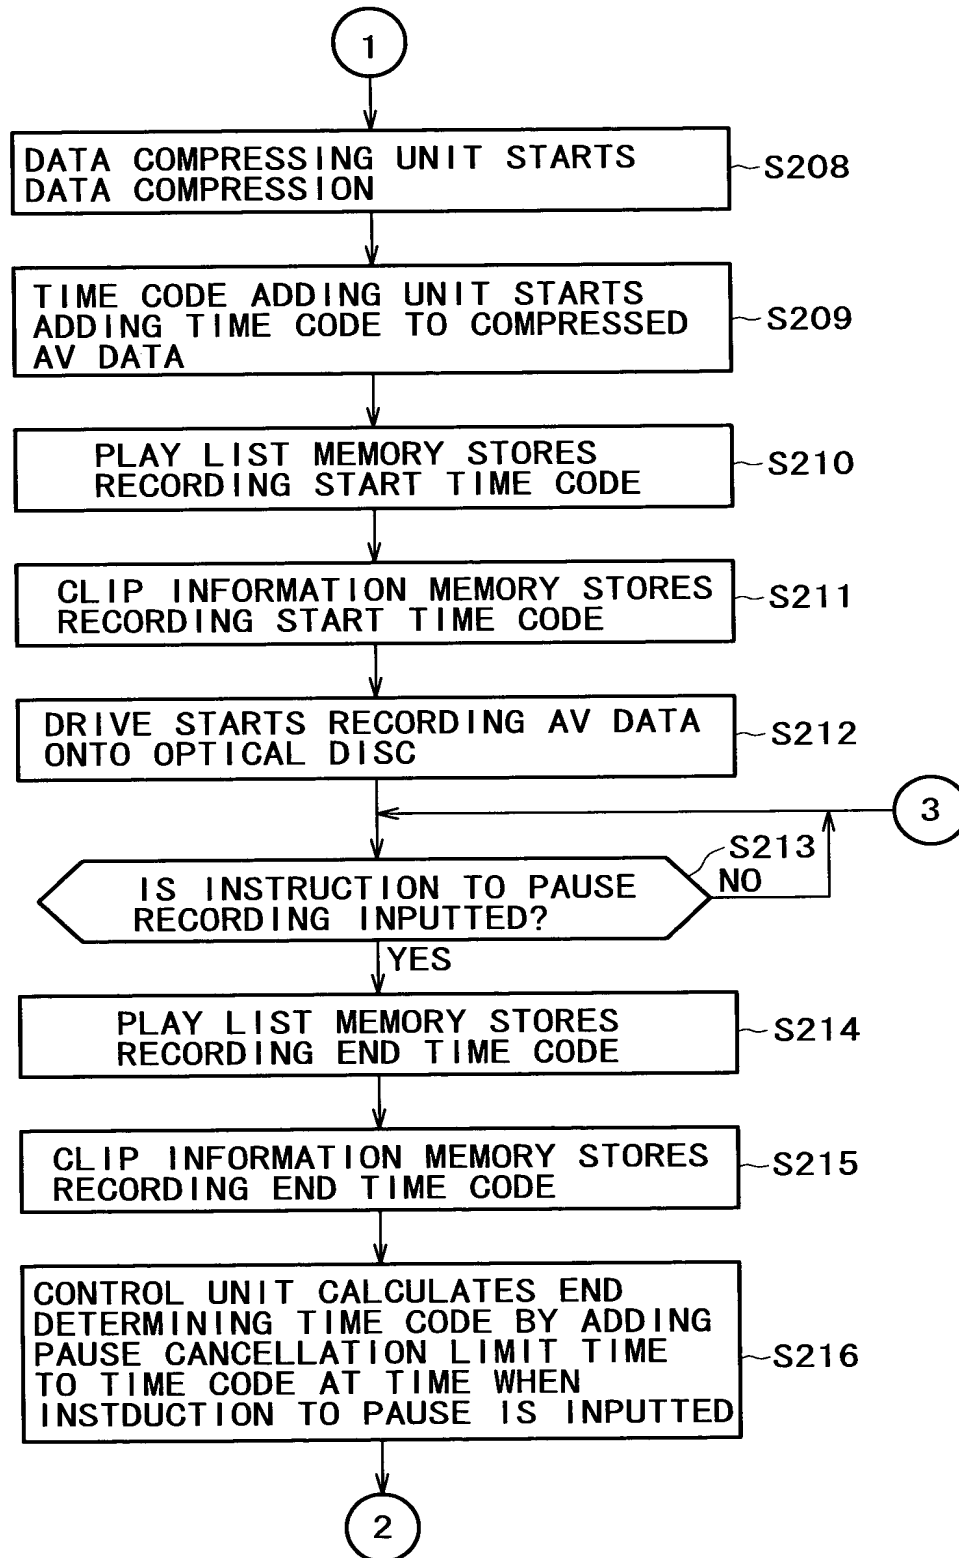 1
DATA COMPRESSING UNIT STARTS
DATA COMPRESSION
S208
TIME CODE ADDING UNIT STARTS
ADDING TIME CODE TO COMPRESSED
AV DATA
S209
PLAY LIST MEMORY STORES
RECORDING START TIME CODE
S210
CLIP INFORMATION MEMORY STORES
RECORDING START TIME CODE
S211
DRIVE STARTS RECORDING AV DATA
ONTO OPTICAL DISC
S212
3
S213
IS INSTRUCTION TO PAUSE
RECORDING INPUTTED?
NO
YES
PLAY LIST MEMORY STORES
RECORDING END TIME CODE
S214
CLIP INFORMATION MEMORY STORES
RECORDING END TIME CODE
S215
CONTROL UNIT CALCULATES END
DETERMINING TIME CODE BY ADDING
PAUSE CANCELLATION LIMIT TIME
TO TIME CODE AT TIME WHEN
INSTDUCTION TO PAUSE IS INPUTTED
S216
2